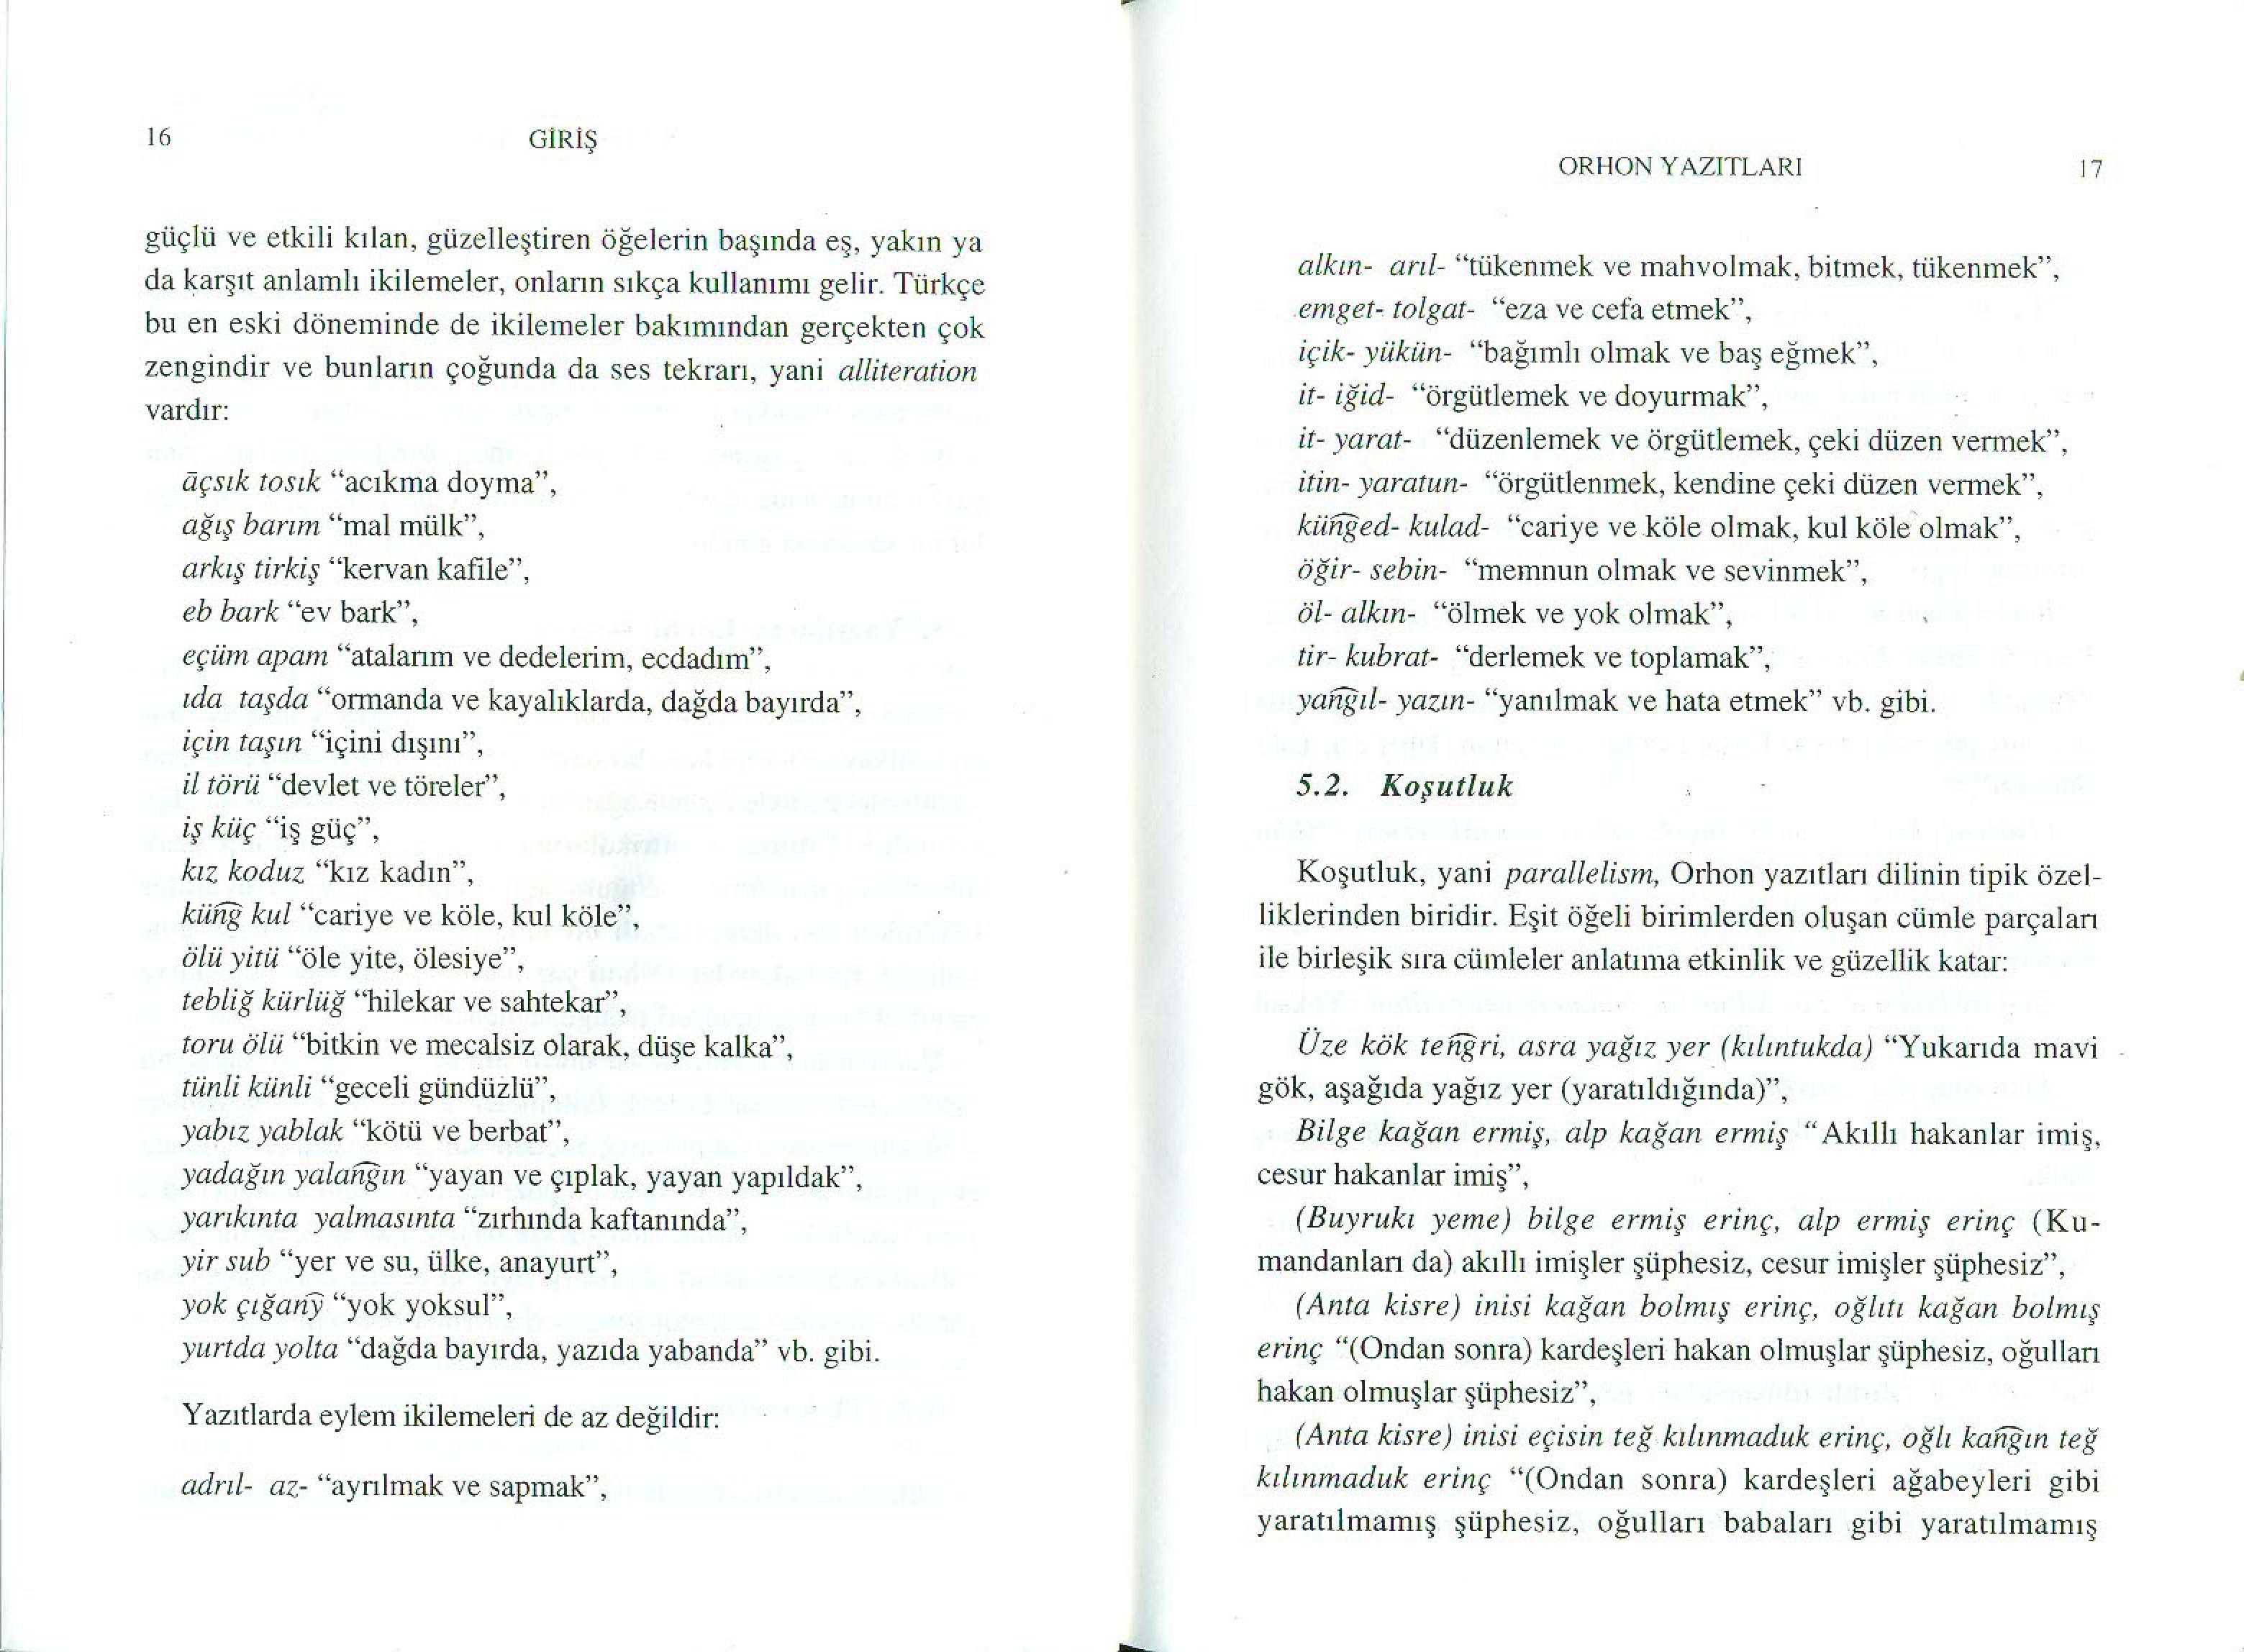 16
GİRİŞ
güçlü ve etkili kılan, güzelleştiren öğelerin başında eş, yakın ya
da karşıt anlamlı ikilemeler, onların sıkça kullanımı gelir. Türkçe
bu en eski döneminde de ikilemeler bakımından gerçekten çok
zengindir ve bunların çoğunda da ses tekrarı, yani alliteration
vardır:
āçsık tosık “acıkma doyma”,
ağış barım “mal mülk”,
arkış tirkiş “kervan kafile”,
eb bark “ev bark”,
eçüm apam “atalarım ve dedelerim, ecdadım”,
ıda taşda “ormanda ve kayalıklarda, dağda bayırda”,
için taşın “içini dışını”,
il törü “devlet ve töreler”,
iş küç “iş güç”,
kız koduz “kız kadın”,
kün͡g kul “cariye ve köle, kul köle”,
ölü yitü “öle yite, ölesiye”,
tebliğ kürlüğ “hilekar ve sahtekar”,
toru ölü “bitkin ve mecalsiz olarak, düşe kalka”,
tünli künli “geceli gündüzlü”,
yabız yablak “kötü ve berbat”,
yadağın yalan͡gın “yayan ve çıplak, yayan yapıldak”,
yarıkınta yalmasınta “zırhında kaftanında”,
yir sub “yer ve su, ülke, anayurt”,
yok çığan͡y “yok yoksul”,
yurtda yolta “dağda bayırda, yazıda yabanda” vb. gibi.
Yazıtlarda eylem ikilemeleri de az değildir:
adrıl- az- “ayrılmak ve sapmak”,
ORHON YAZITLARI
17
alkın- arıl- “tükenmek ve mahvolmak, bitmek, tükenmek”,
emget- tolgat- “eza ve cefa etmek”,
içik- yükün- “bağımlı olmak ve baş eğmek”,
it- iğid- “örgütlemek ve doyurmak”,
it- yarat- “düzenlemek ve örgütlemek, çeki düzen vermek”,
itin- yaratun- “örgütlenmek, kendine çeki düzen vermek”,
kün͡ged- kulad- “cariye ve köle olmak, kul köle olmak”,
öğir- sebin- “memnun olmak ve sevinmek”,
öl- alkın- “ölmek ve yok olmak”,
tir- kubrat- “derlemek ve toplamak”,
yan͡gıl- yazın- “yanılmak ve hata etmek” vb. gibi.
5.2. Koşutluk
Koşutluk, yani parallelism, Orhon yazıtları dilinin tipik özel-
liklerinden biridir. Eşit öğeli birimlerden oluşan cümle parçaları
ile birleşik sıra cümleler anlatıma etkinlik ve güzellik katar:
Üze kök ten͡gri, asra yağız yer (kılıntukda) “Yukarıda mavi
gök, aşağıda yağız yer (yaratıldığında)”,
Bilge kağan ermiş, alp kağan ermiş “Akıllı hakanlar imiş,
cesur hakanlar imiş”,
(Buyrukı yeme) bilge ermiş erinç, alp ermiş erinç (Ku-
mandanları da) akıllı imişler şüphesiz, cesur imişler şüphesiz”,
(Anta kisre) inisi kağan bolmış erinç, oğlıtı kağan bolmış
erinç “(Ondan sonra) kardeşleri hakan olmuşlar şüphesiz, oğulları
hakan olmuşlar şüphesiz”,
(Anta kisre) inisi eçisin teğ kılınmaduk erinç, oğlı kan͡gın teğ
kılınmaduk erinç “(Ondan sonra) kardeşleri ağabeyleri gibi
yaratılmamış şüphesiz, oğulları babaları gibi yaratılmamış